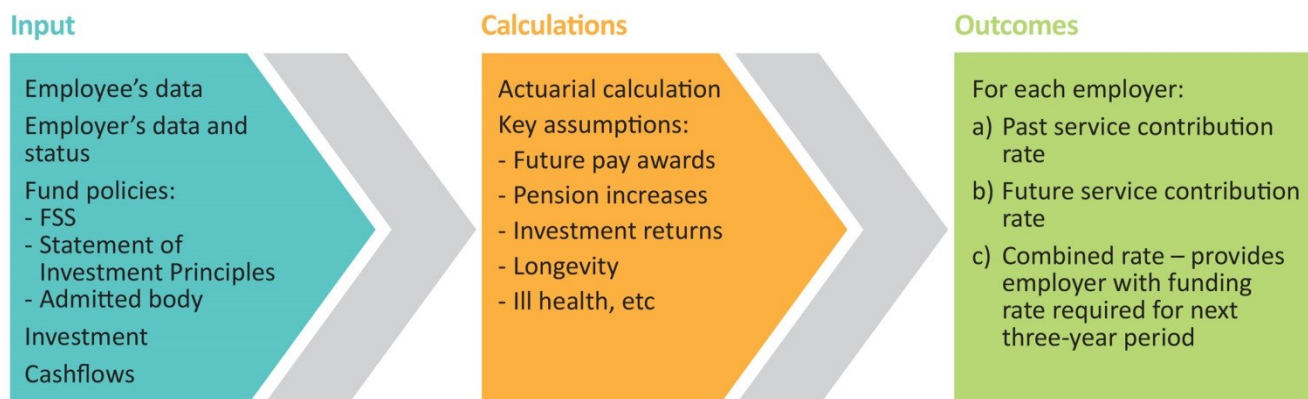 Input
Employee’s data
Employer’s data and
status
Fund policies:
- FSS
- Statement of
Investment Principles
- Admitted body
Investment
Cashflows
Calculations
Actuarial calculation
Key assumptions:
- Future pay awards
- Pension increases
- Investment returns
- Longevity
- Ill health, etc
Outcomes
For each employer:
a) Past service contribution
rate
b) Future service contribution
rate
c) Combined rate – provides
employer with funding
rate required for next
three-year period